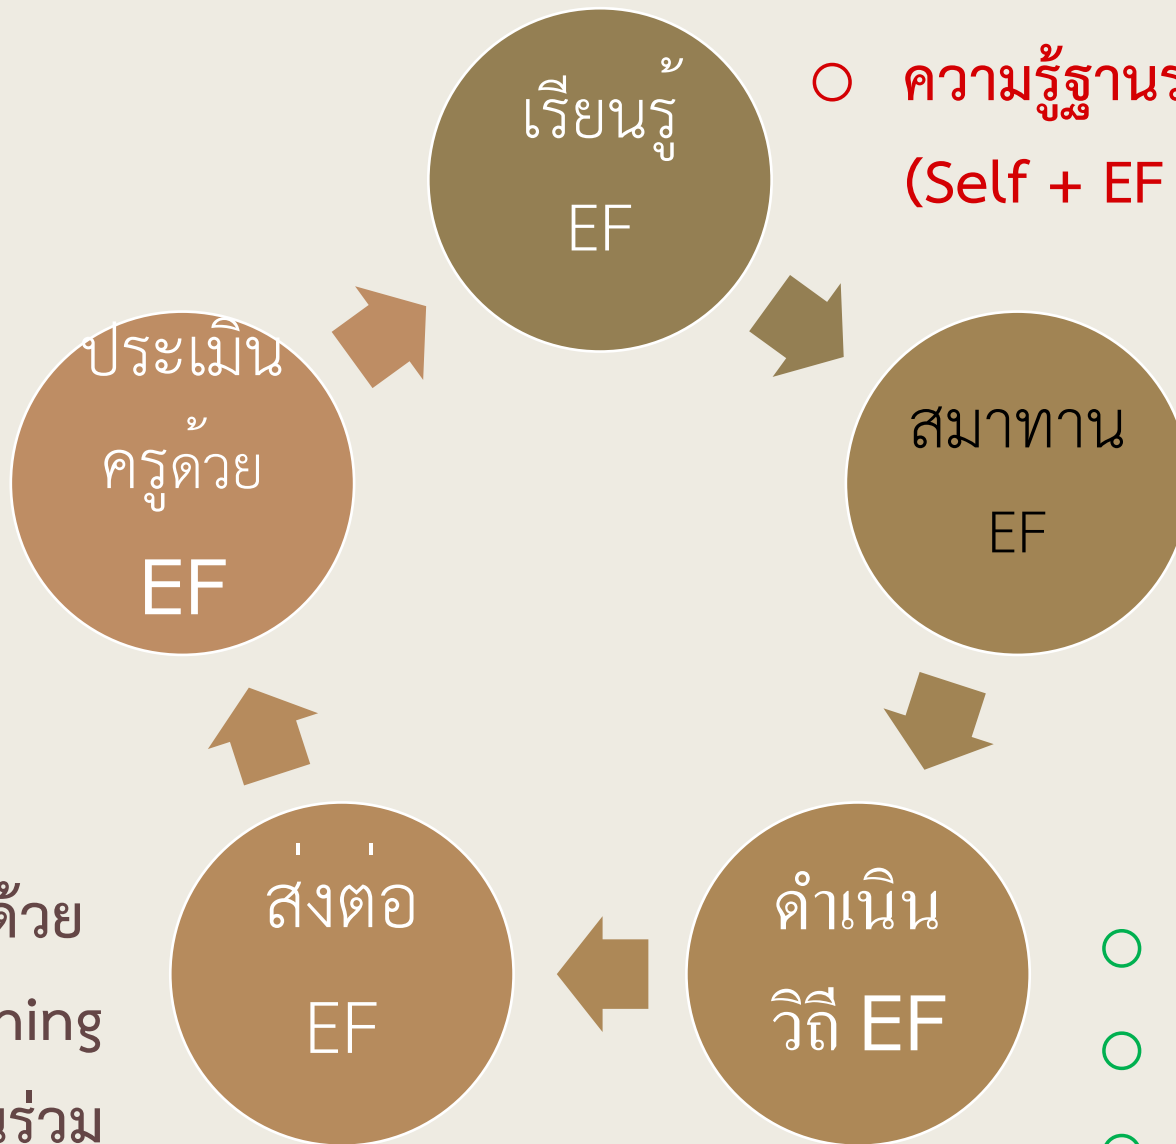 เรียนรู้
EF
ความรู้ฐานร
(Self + EF
สมาทาน
EF
ดำเนิน
วิถี EF
ส่งต่อ
EF
ประเมิน
ครูด้วย
EF
ด้วย
ning
นร่วม